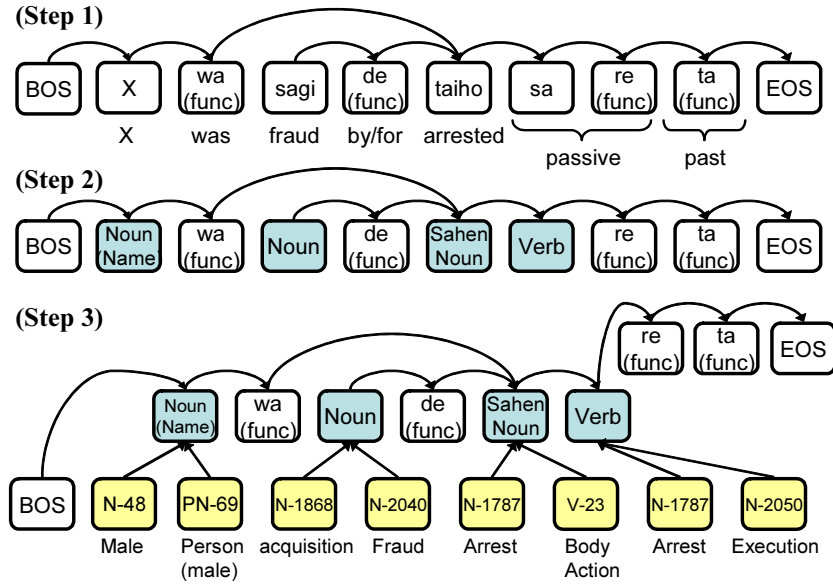 (Step 1)
BOS X wa (func) sagi de (func) taiho sa re (func) ta (func) EOS
X was fraud by/for arrested
passive past
(Step 2)
BOS Noun (Name) wa (func) Noun de (func) Sahen Noun Verb re (func) ta (func) EOS
(Step 3)
re (func) ta (func) EOS
Noun (Name) wa (func) Noun de (func) Sahen Noun Verb
BOS N-48 PN-69 N-1868 N-2040 N-1787 V-23 N-1787 N-2050
Male Person acquisition Fraud Arrest Body Arrest Execution
(male) Action